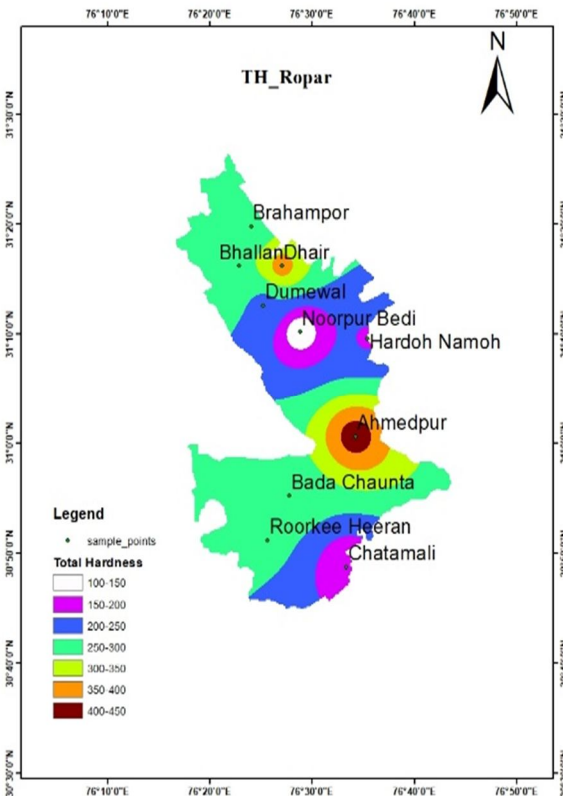 76°10'0"E 76°20'0"E 76°30'0"E 76°40'0"E 76°50'0"E
N
TH_Ropar
31°30'0"N
Brahampor
31°20'0"N
BhallanDhair
Dumewal
Noorpur Bedi
31°10'0"N
Hardoh Namoh
Ahmedpur
31°0'0"N
Bada Chaunta
Legend
Roorkee Heeran
sample_points
30°50'0"N
Chatamali
Total Hardness
100-150
150-200
200-250
250-300
300-350
350-400
400-450
30°40'0"N
30°30'0"N
76°10'0"E 76°20'0"E 76°30'0"E 76°40'0"E 76°50'0"E